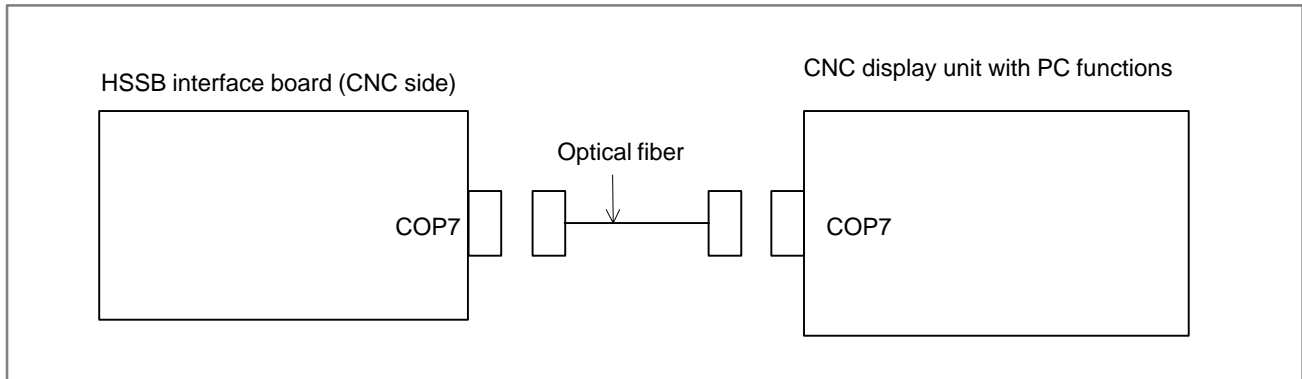 HSSB interface board (CNC side)
CNC display unit with PC functions
Optical fiber
COP7
COP7